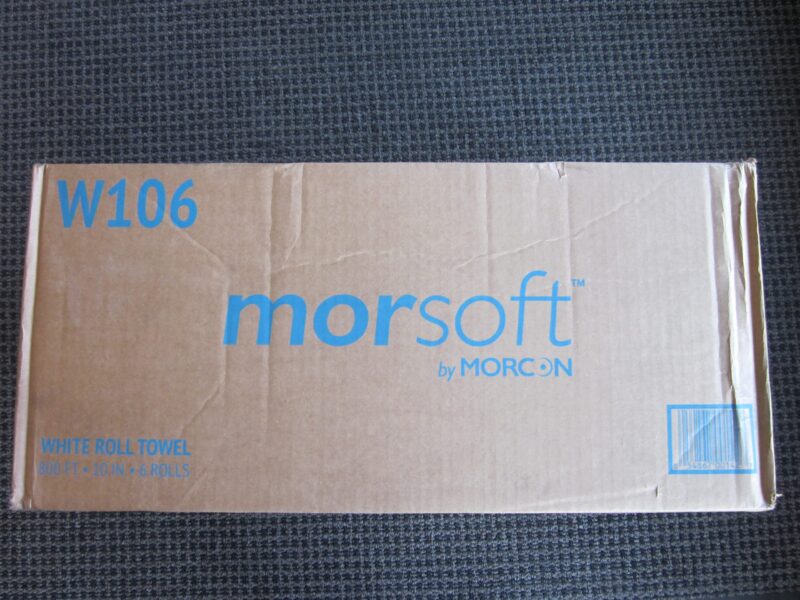 W106
morsoft™
by MORCON
WHITE ROLL TOWEL
800 FT • 10 IN • 6 ROLLS